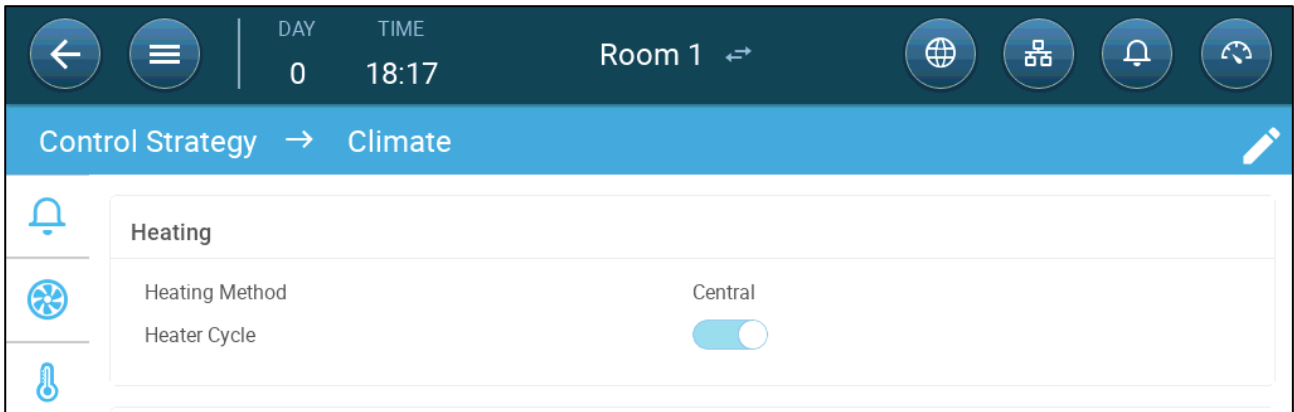 DAY TIME
0 18:17
Room 1
Control Strategy → Climate
Heating
Heating Method Central
Heater Cycle